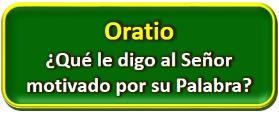 Oratio
¿Qué le digo al Señor
motivado por su Palabra?